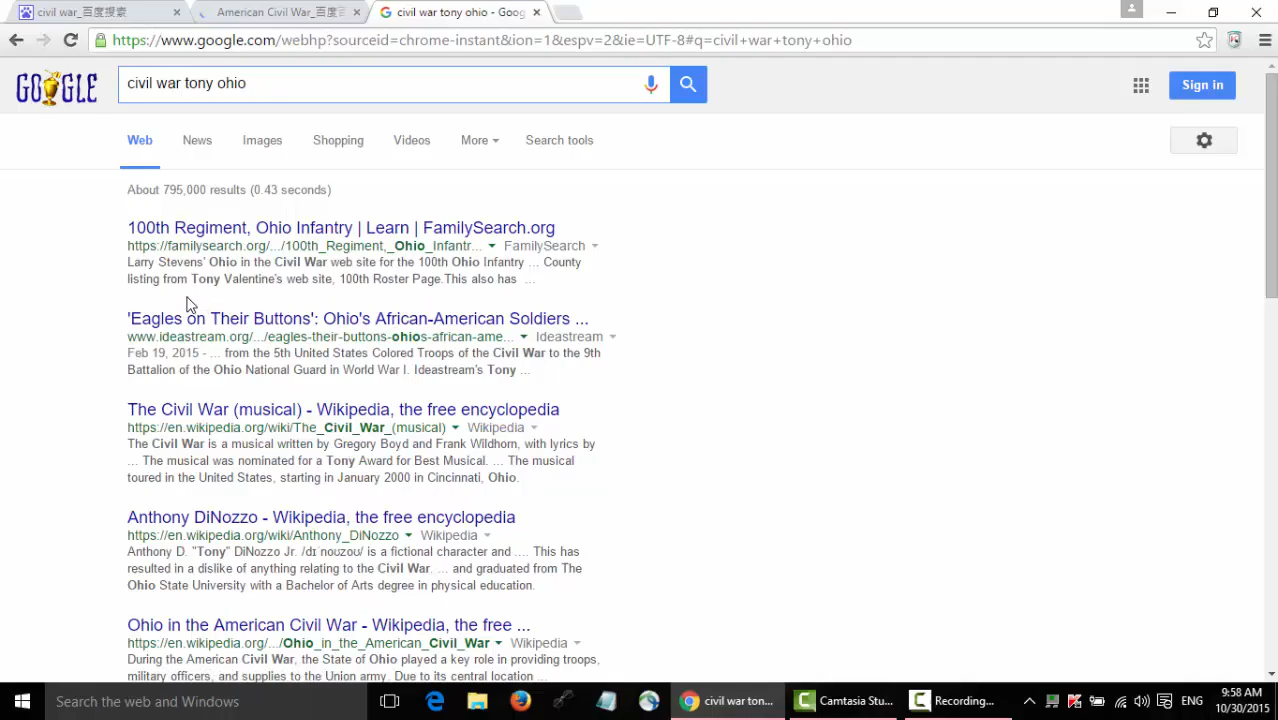 civil war_百度搜索
American Civil War_百度百
civil war tony ohio - Goog
https://www.google.com/webhp?sourceid=chrome-instant&ion=1&espv=2&ie=UTF-8#q=civil+war+tony+ohio
GOOGLE
civil war tony ohio
Sign in
Web News Images Shopping Videos More Search tools
About 795,000 results (0.43 seconds)
100th Regiment, Ohio Infantry | Learn | FamilySearch.org
https://familysearch.org/.../100th_Regiment,_Ohio_Infantr... FamilySearch
Larry Stevens' Ohio in the Civil War web site for the 100th Ohio Infantry ... County
listing from Tony Valentine's web site, 100th Roster Page.This also has ...
'Eagles on Their Buttons': Ohio's African-American Soldiers ...
www.ideastream.org/.../eagles-their-buttons-ohios-african-ame... Ideastream
Feb 19, 2015 - ... from the 5th United States Colored Troops of the Civil War to the 9th
Battalion of the Ohio National Guard in World War I. Ideastream's Tony ...
The Civil War (musical) - Wikipedia, the free encyclopedia
https://en.wikipedia.org/wiki/The_Civil_War_(musical) Wikipedia
The Civil War is a musical written by Gregory Boyd and Frank Wildhorn, with lyrics by
... The musical was nominated for a Tony Award for Best Musical. ... The musical
toured in the United States, starting in January 2000 in Cincinnati, Ohio.
Anthony DiNozzo - Wikipedia, the free encyclopedia
https://en.wikipedia.org/wiki/Anthony_DiNozzo Wikipedia
Anthony D. "Tony" DiNozzo Jr. /dɪˈnoʊzoʊ/ is a fictional character and .... This has
resulted in a dislike of anything relating to the Civil War. ... and graduated from The
Ohio State University with a Bachelor of Arts degree in physical education.
Ohio in the American Civil War - Wikipedia, the free ...
https://en.wikipedia.org/.../Ohio_in_the_American_Civil_War Wikipedia
During the American Civil War, the State of Ohio played a key role in providing troops,
military officers, and supplies to the Union army. Due to its central location ...
Search the web and Windows
civil war ton...
Camtasia Stu...
Recording...
ENG
9:58 AM
10/30/2015